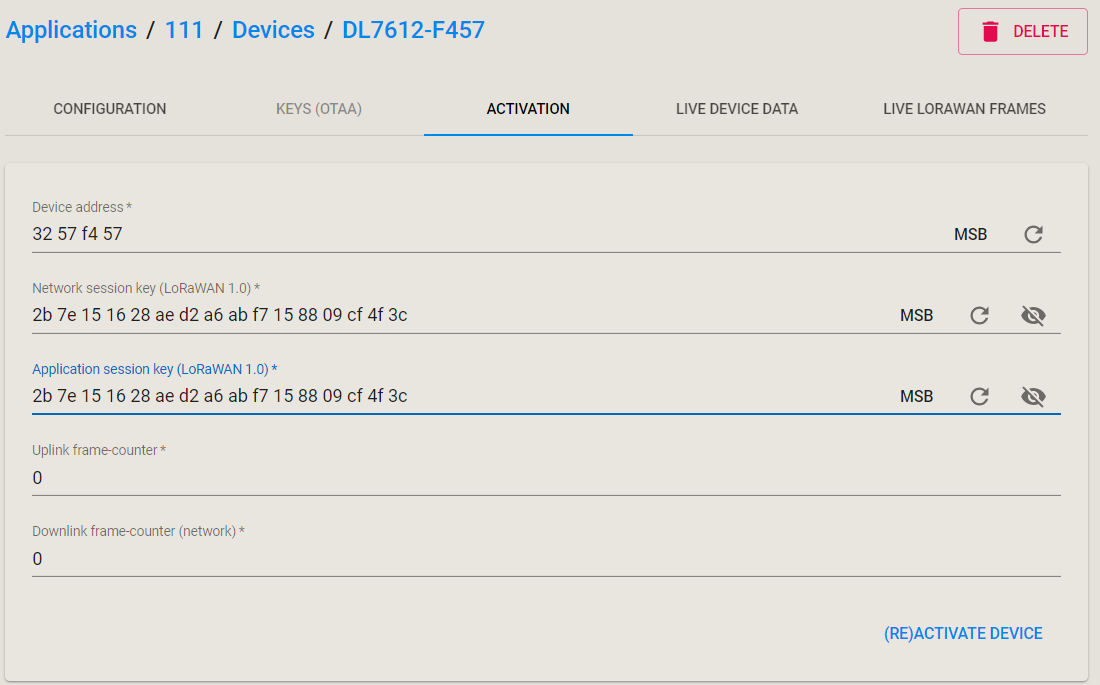 Applications / 111 / Devices / DL7612-F457
DELETE
CONFIGURATION KEYS (OTAA) ACTIVATION LIVE DEVICE DATA LIVE LORAWAN FRAMES
Device address *
32 57 f4 57 MSB
Network session key (LoRaWAN 1.0) *
2b 7e 15 16 28 ae d2 a6 ab f7 15 88 09 cf 4f 3c MSB
Application session key (LoRaWAN 1.0) *
2b 7e 15 16 28 ae d2 a6 ab f7 15 88 09 cf 4f 3c MSB
Uplink frame-counter *
0
Downlink frame-counter (network) *
0
(RE)ACTIVATE DEVICE